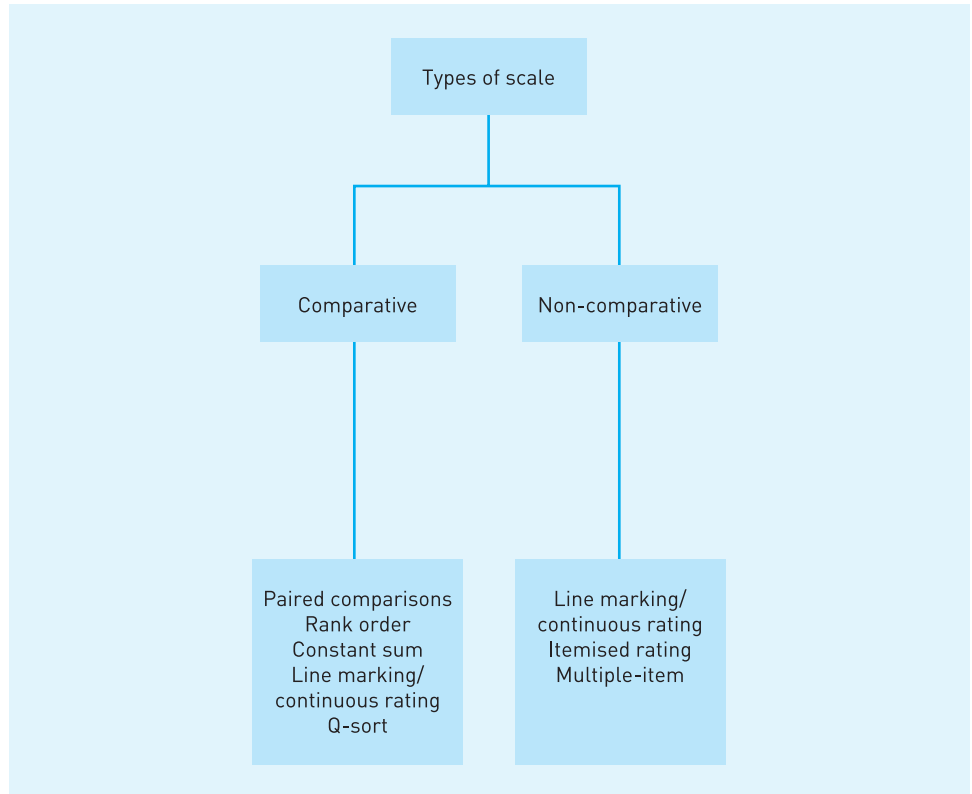 Types of scale
Comparative
Non-comparative
Paired comparisons
Rank order
Constant sum
Line marking/
continuous rating
Q-sort
Line marking/
continuous rating
Itemised rating
Multiple-item